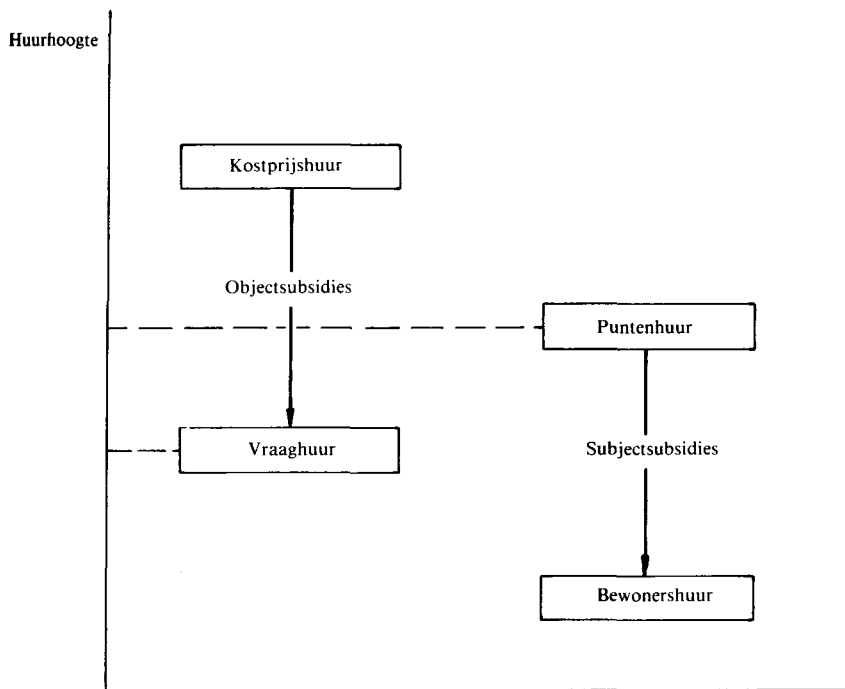 Huurhoogte
Kostprijshuur
Objectsubsidies
Puntenhuur
Vraaghuur
Subjectsubsidies
Bewonershuur